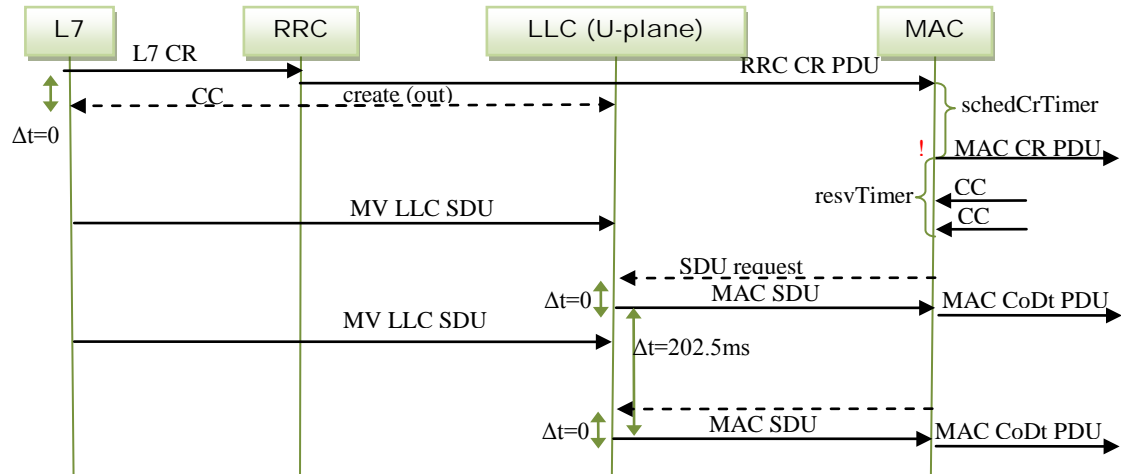 L7 RRC LLC (U-plane) MAC
L7 CR
RRC CR PDU
CC create (out)
schedCrTimer
Δt=0
! MAC CR PDU
CC
resvTimer
MV LLC SDU
CC
SDU request
Δt=0 MAC SDU MAC CoDt PDU
MV LLC SDU
Δt=202.5ms
Δt=0 MAC SDU MAC CoDt PDU